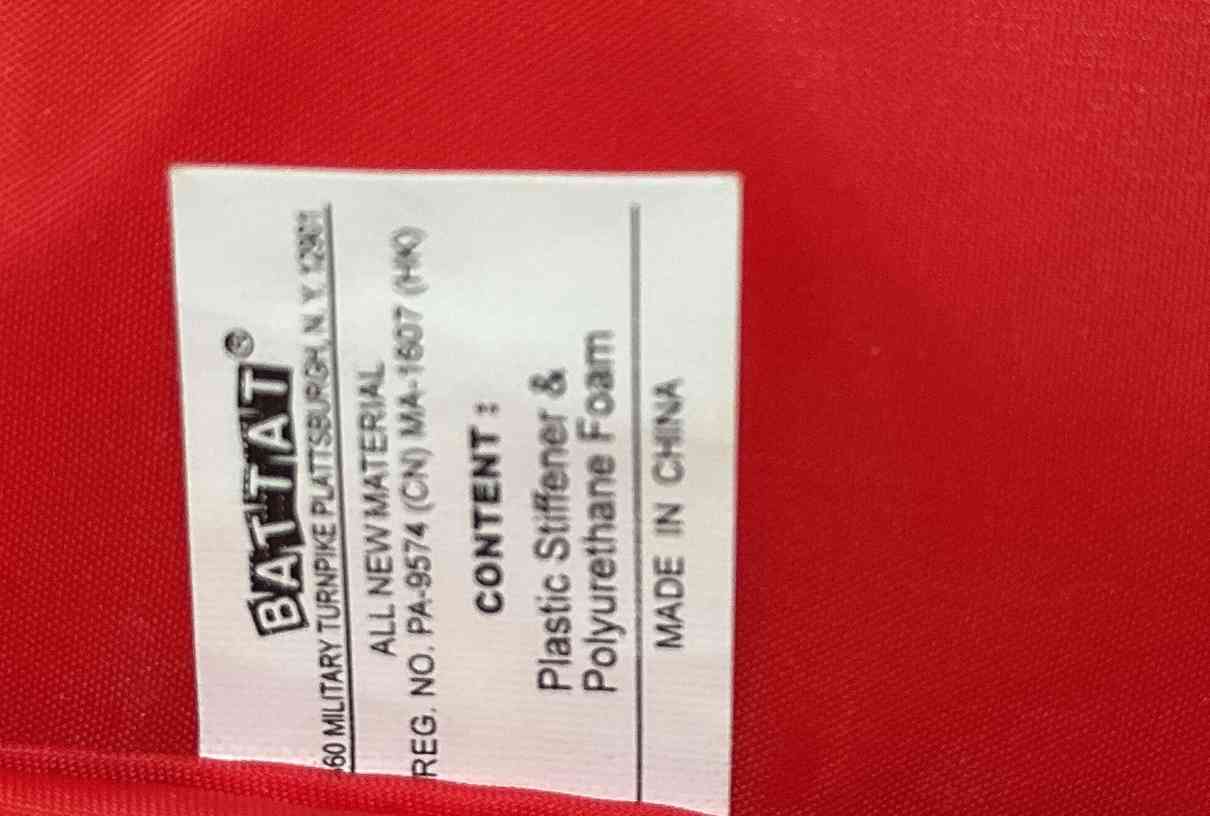 BATTAT®
60 MILITARY TURNPIKE PLATTSBURGH, N.Y. 12901
ALL NEW MATERIAL
REG. NO. PA-9574 (CN) MA-1607 (HK)
CONTENT :
Plastic Stiffener &
Polyurethane Foam
MADE IN CHINA